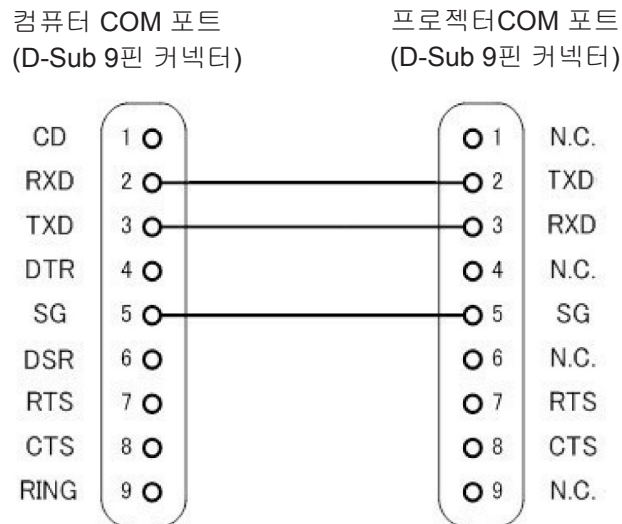 컴퓨터 COM 포트
(D-Sub 9핀 커넥터)
프로젝터COM 포트
(D-Sub 9핀 커넥터)
CD 1 1 N.C.
RXD 2 2 TXD
TXD 3 3 RXD
DTR 4 4 N.C.
SG 5 5 SG
DSR 6 6 N.C.
RTS 7 7 RTS
CTS 8 8 CTS
RING 9 9 N.C.